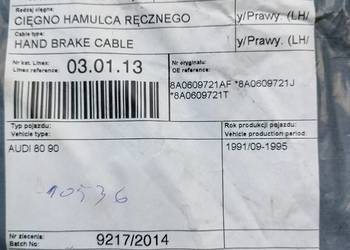 Rodzaj cięgna:
CIĘGNO HAMULCA RĘCZNEGO
y/Prawy. (LH/
Cable type:
HAND BRAKE CABLE
y/Prawy. (LH/
Nr kat. Linex:
Linex reference:
03.01.13
Nr oryginału:
OE reference:
8A0609721AF *8A0609721J
*8A0609721T
Typ pojazdu:
Vehicle type:
Rok produkcji pojazdu:
Vehicle production period:
AUDI 80 90
1991/09-1995
10536
Nr zlecenia:
Batch No:
9217/2014